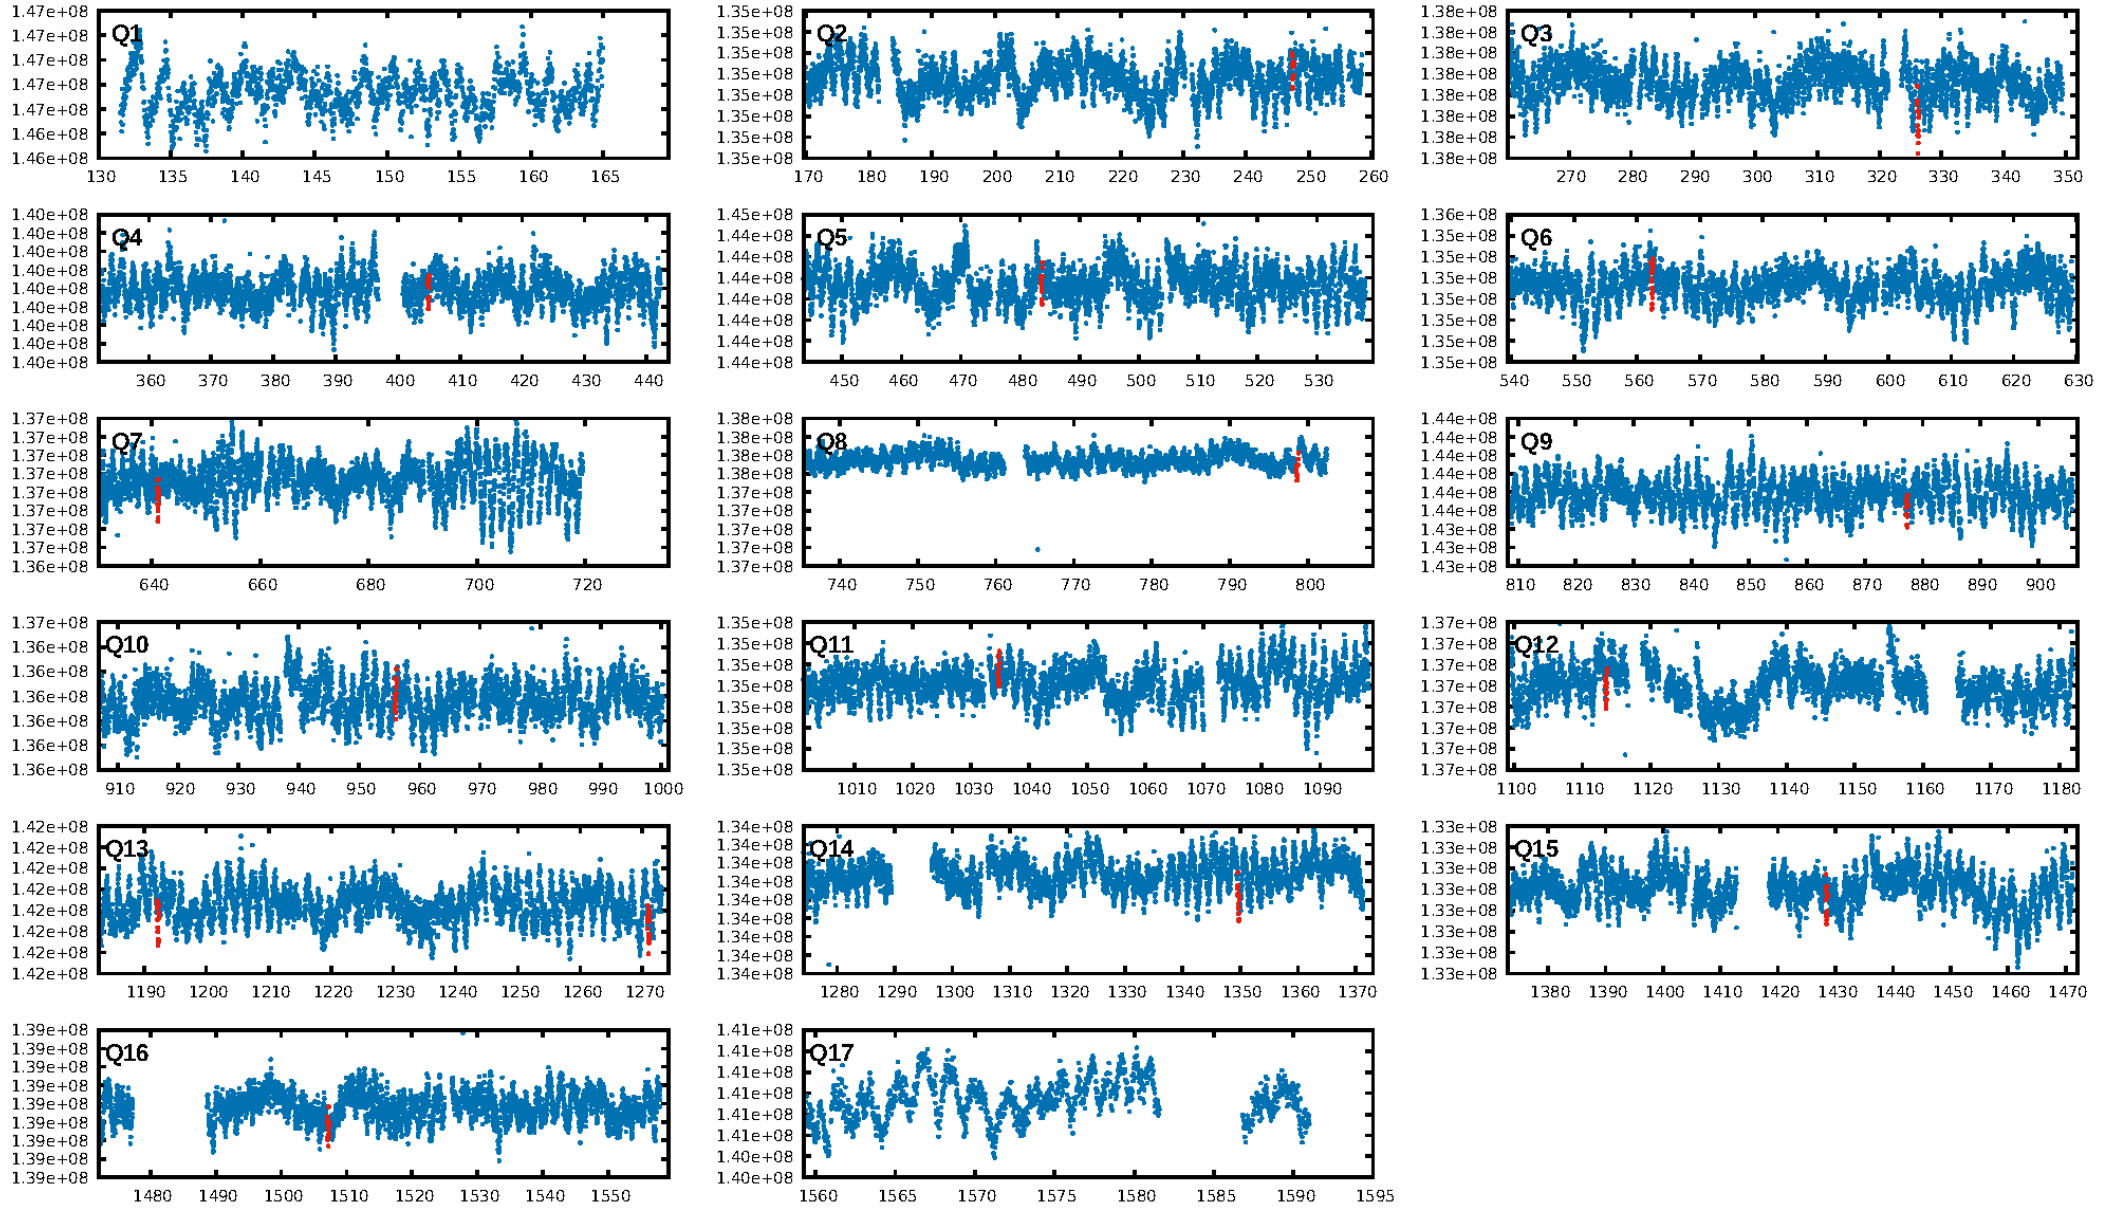 Q1
1.47e+08
1.47e+08
1.47e+08
1.47e+08
1.47e+08
1.46e+08
1.46e+08
130 135 140 145 150 155 160 165
Q2
1.35e+08
1.35e+08
1.35e+08
1.35e+08
1.35e+08
1.35e+08
1.35e+08
1.35e+08
170 180 190 200 210 220 230 240 250 260
Q3
1.38e+08
1.38e+08
1.38e+08
1.38e+08
1.38e+08
1.38e+08
1.38e+08
1.38e+08
270 280 290 300 310 320 330 340 350
Q4
1.40e+08
1.40e+08
1.40e+08
1.40e+08
1.40e+08
1.40e+08
1.40e+08
1.40e+08
1.40e+08
360 370 380 390 400 410 420 430 440
Q5
1.45e+08
1.44e+08
1.44e+08
1.44e+08
1.44e+08
1.44e+08
1.44e+08
1.44e+08
450 460 470 480 490 500 510 520 530
Q6
1.36e+08
1.35e+08
1.35e+08
1.35e+08
1.35e+08
1.35e+08
1.35e+08
1.35e+08
540 550 560 570 580 590 600 610 620 630
Q7
1.37e+08
1.37e+08
1.37e+08
1.37e+08
1.37e+08
1.37e+08
1.37e+08
1.37e+08
1.36e+08
640 660 680 700 720
Q8
1.38e+08
1.38e+08
1.38e+08
1.38e+08
1.37e+08
1.37e+08
1.37e+08
1.37e+08
1.37e+08
740 750 760 770 780 790 800
Q9
1.44e+08
1.44e+08
1.44e+08
1.44e+08
1.44e+08
1.44e+08
1.43e+08
1.43e+08
1.43e+08
810 820 830 840 850 860 870 880 890 900
Q10
1.37e+08
1.36e+08
1.36e+08
1.36e+08
1.36e+08
1.36e+08
1.36e+08
910 920 930 940 950 960 970 980 990 1000
Q11
1.35e+08
1.35e+08
1.35e+08
1.35e+08
1.35e+08
1.35e+08
1.35e+08
1.35e+08
1010 1020 1030 1040 1050 1060 1070 1080 1090
Q12
1.37e+08
1.37e+08
1.37e+08
1.37e+08
1.37e+08
1.37e+08
1.37e+08
1.37e+08
1100 1110 1120 1130 1140 1150 1160 1170 1180
Q13
1.42e+08
1.42e+08
1.42e+08
1.42e+08
1.42e+08
1.42e+08
1.42e+08
1.42e+08
1190 1200 1210 1220 1230 1240 1250 1260 1270
Q14
1.34e+08
1.34e+08
1.34e+08
1.34e+08
1.34e+08
1.34e+08
1.34e+08
1.34e+08
1.34e+08
1280 1290 1300 1310 1320 1330 1340 1350 1360 1370
Q15
1.33e+08
1.33e+08
1.33e+08
1.33e+08
1.33e+08
1.33e+08
1.33e+08
1.33e+08
1380 1390 1400 1410 1420 1430 1440 1450 1460 1470
Q16
1.39e+08
1.39e+08
1.39e+08
1.39e+08
1.39e+08
1.39e+08
1.39e+08
1.39e+08
1.39e+08
1480 1490 1500 1510 1520 1530 1540 1550
Q17
1.41e+08
1.41e+08
1.41e+08
1.41e+08
1.41e+08
1.41e+08
1.40e+08
1.40e+08
1560 1565 1570 1575 1580 1585 1590 1595